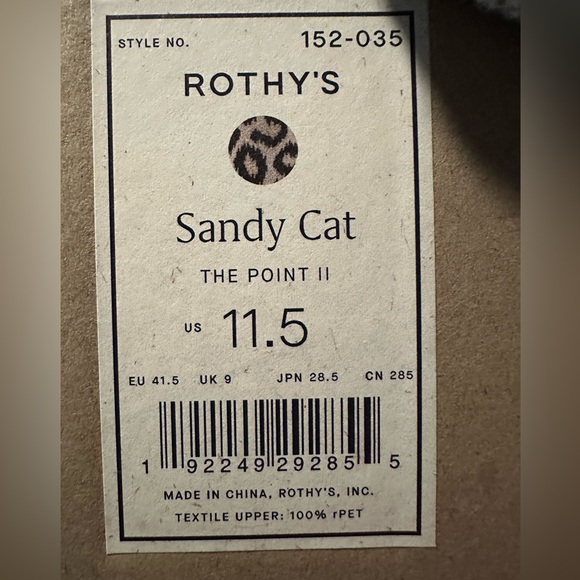 STYLE NO. 152-035
ROTHY'S
Sandy Cat
THE POINT II
US 11.5
EU 41.5 UK 9 JPN 28.5 CN 285
1 92249 29285 5
MADE IN CHINA, ROTHY'S, INC.
TEXTILE UPPER: 100% rPET